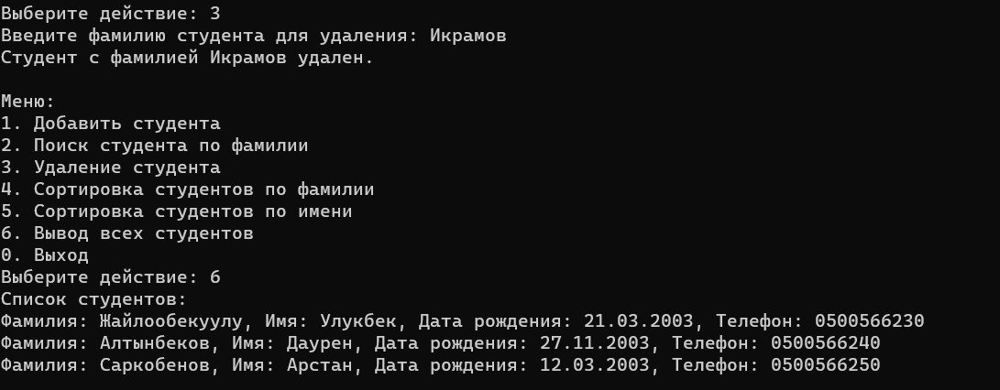 Выберите действие: 3
Введите фамилию студента для удаления: Икрамов
Студент с фамилией Икрамов удален.
Меню:
1. Добавить студента
2. Поиск студента по фамилии
3. Удаление студента
4. Сортировка студентов по фамилии
5. Сортировка студентов по имени
6. Вывод всех студентов
0. Выход
Выберите действие: 6
Список студентов:
Фамилия: Жайлообекуулу, Имя: Улукбек, Дата рождения: 21.03.2003, Телефон: 0500566230
Фамилия: Алтынбеков, Имя: Даурен, Дата рождения: 27.11.2003, Телефон: 0500566240
Фамилия: Саркобенов, Имя: Арстан, Дата рождения: 12.03.2003, Телефон: 0500566250